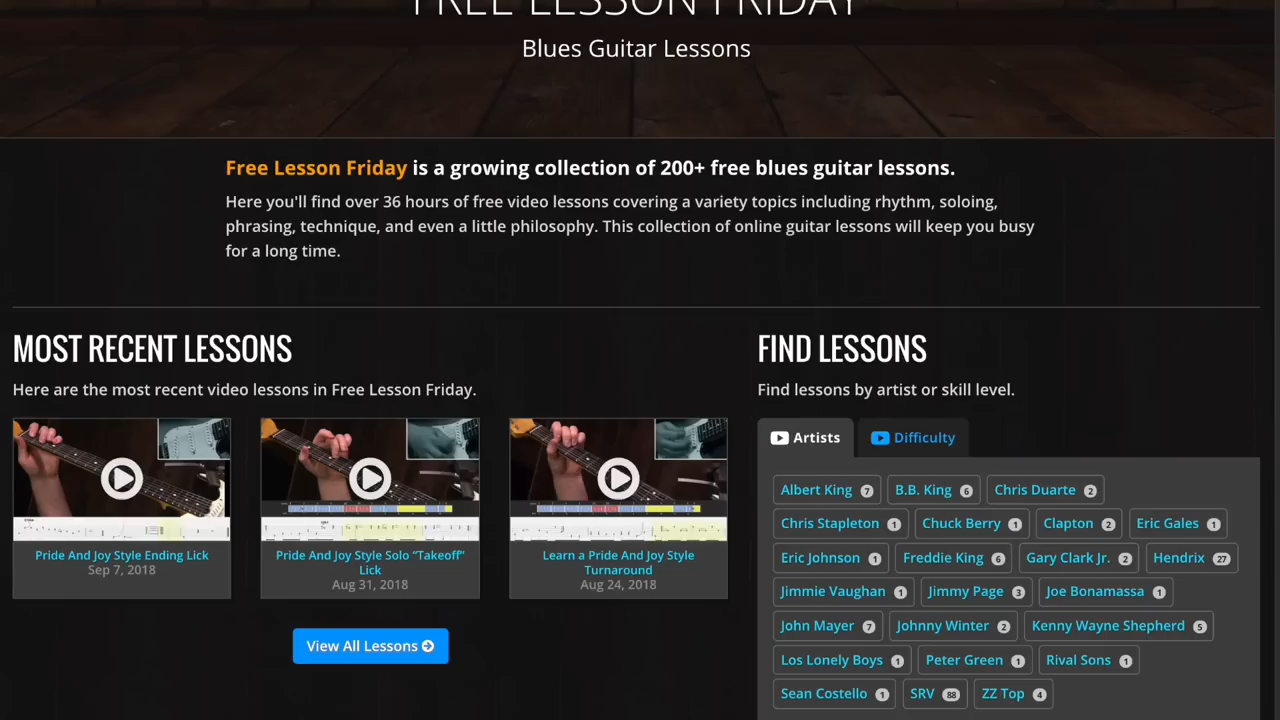 FREE LESSON FRIDAY
Blues Guitar Lessons
Free Lesson Friday is a growing collection of 200+ free blues guitar lessons.
Here you'll find over 36 hours of free video lessons covering a variety topics including rhythm, soloing,
phrasing, technique, and even a little philosophy. This collection of online guitar lessons will keep you busy
for a long time.
MOST RECENT LESSONS
Here are the most recent video lessons in Free Lesson Friday.
Pride And Joy Style Ending Lick
Sep 7, 2018
Pride And Joy Style Solo “Takeoff”
Lick
Aug 31, 2018
Learn a Pride And Joy Style
Turnaround
Aug 24, 2018
View All Lessons
FIND LESSONS
Find lessons by artist or skill level.
Artists Difficulty
Albert King 7 B.B. King 6 Chris Duarte 2
Chris Stapleton 1 Chuck Berry 1 Clapton 2 Eric Gales 1
Eric Johnson 1 Freddie King 6 Gary Clark Jr. 2 Hendrix 27
Jimmie Vaughan 1 Jimmy Page 3 Joe Bonamassa 1
John Mayer 7 Johnny Winter 2 Kenny Wayne Shepherd 5
Los Lonely Boys 1 Peter Green 1 Rival Sons 1
Sean Costello 1 SRV 88 ZZ Top 4